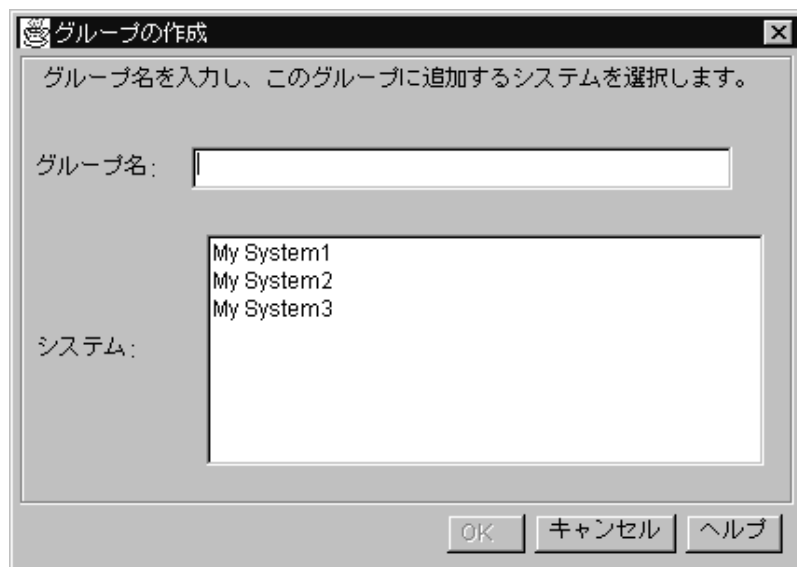 グループの作成
グループ名を入力し、このグループに追加するシステムを選択します。
グループ名:
My System1
My System2
My System3
システム:
OK キャンセル ヘルプ